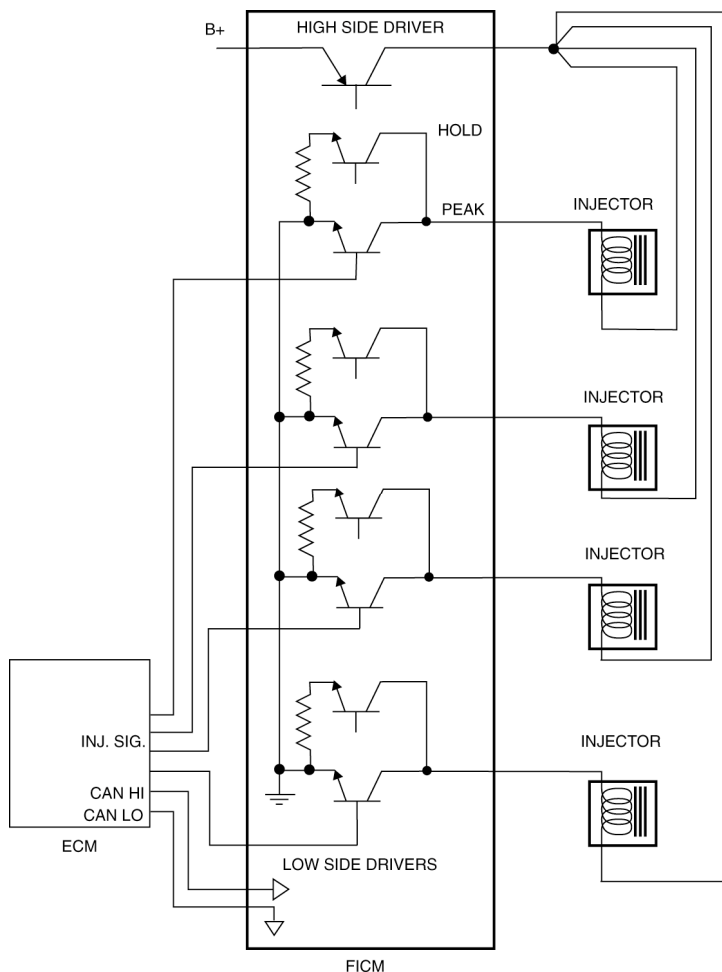 HIGH SIDE DRIVER
B+
HOLD
PEAK
INJECTOR
INJECTOR
INJECTOR
INJECTOR
INJ. SIG.
CAN HI
CAN LO
ECM
LOW SIDE DRIVERS
FICM